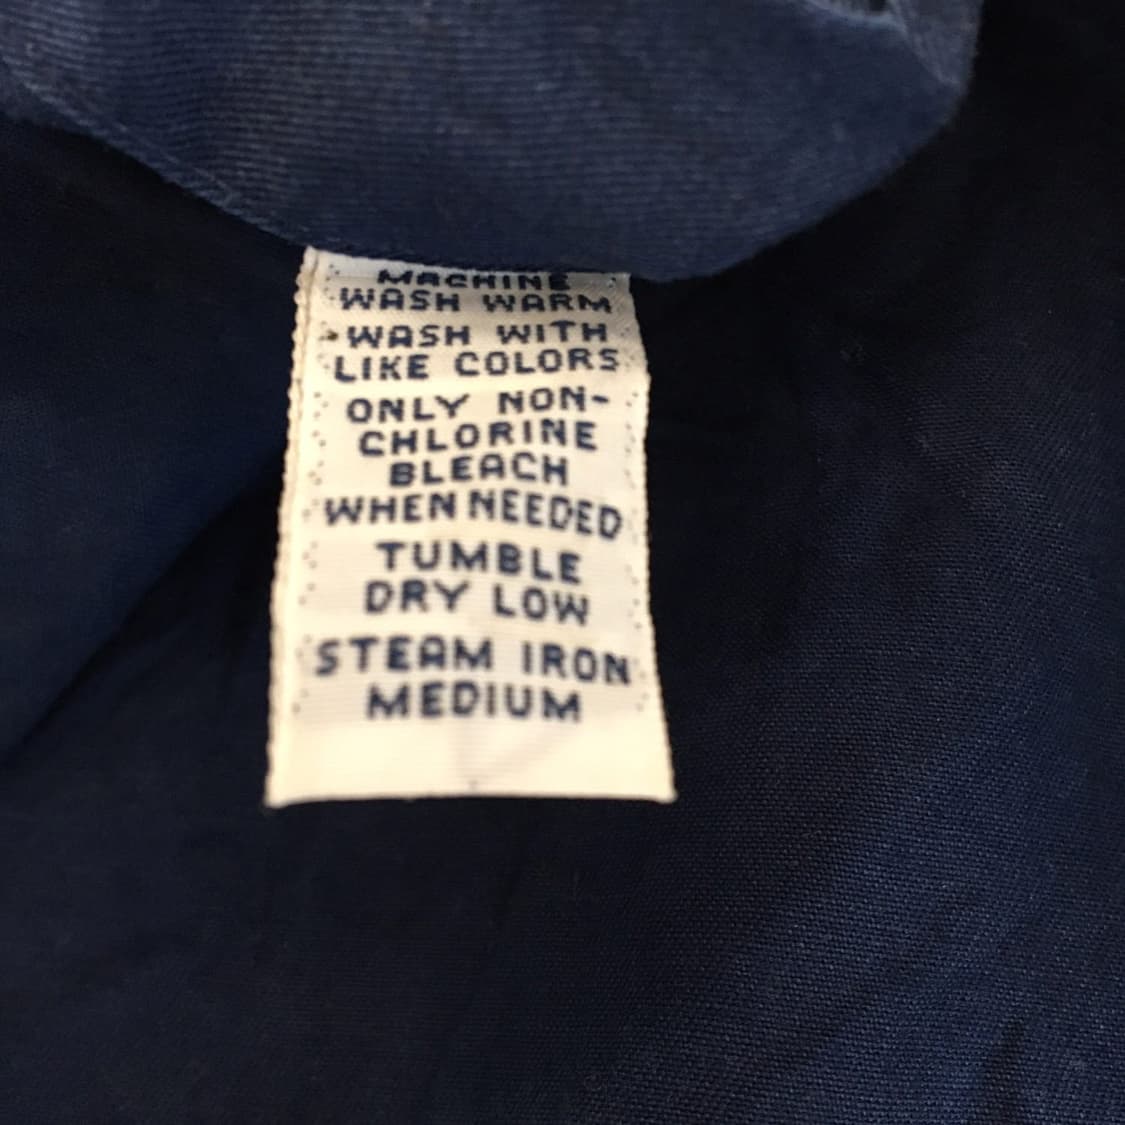 MACHINE
WASH WARM
WASH WITH
LIKE COLORS
ONLY NON-
CHLORINE
BLEACH
WHEN NEEDED
TUMBLE
DRY LOW
STEAM IRON
MEDIUM